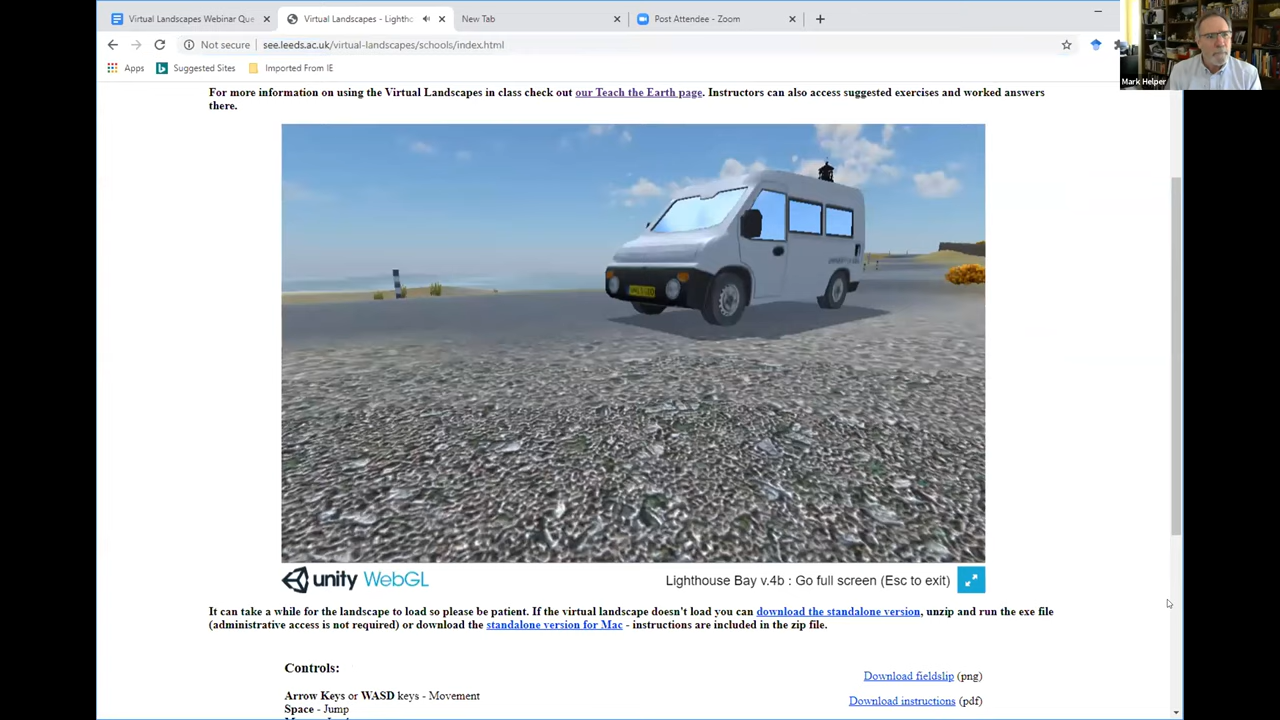 Virtual Landscapes Webinar Que
Virtual Landscapes - Lightho
New Tab
Post Attendee - Zoom
Not secure
see.leeds.ac.uk/virtual-landscapes/schools/index.html
Apps
Suggested Sites
Imported From IE
Mark Helper
For more information on using the Virtual Landscapes in class check out our Teach the Earth page. Instructors can also access suggested exercises and worked answers
there.
unity WebGL
Lighthouse Bay v.4b : Go full screen (Esc to exit)
It can take a while for the landscape to load so please be patient. If the virtual landscape doesn't load you can download the standalone version, unzip and run the exe file
(administrative access is not required) or download the standalone version for Mac - instructions are included in the zip file.
Controls:
Download fieldslip (png)
Arrow Keys or WASD keys - Movement
Download instructions (pdf)
Space - Jump